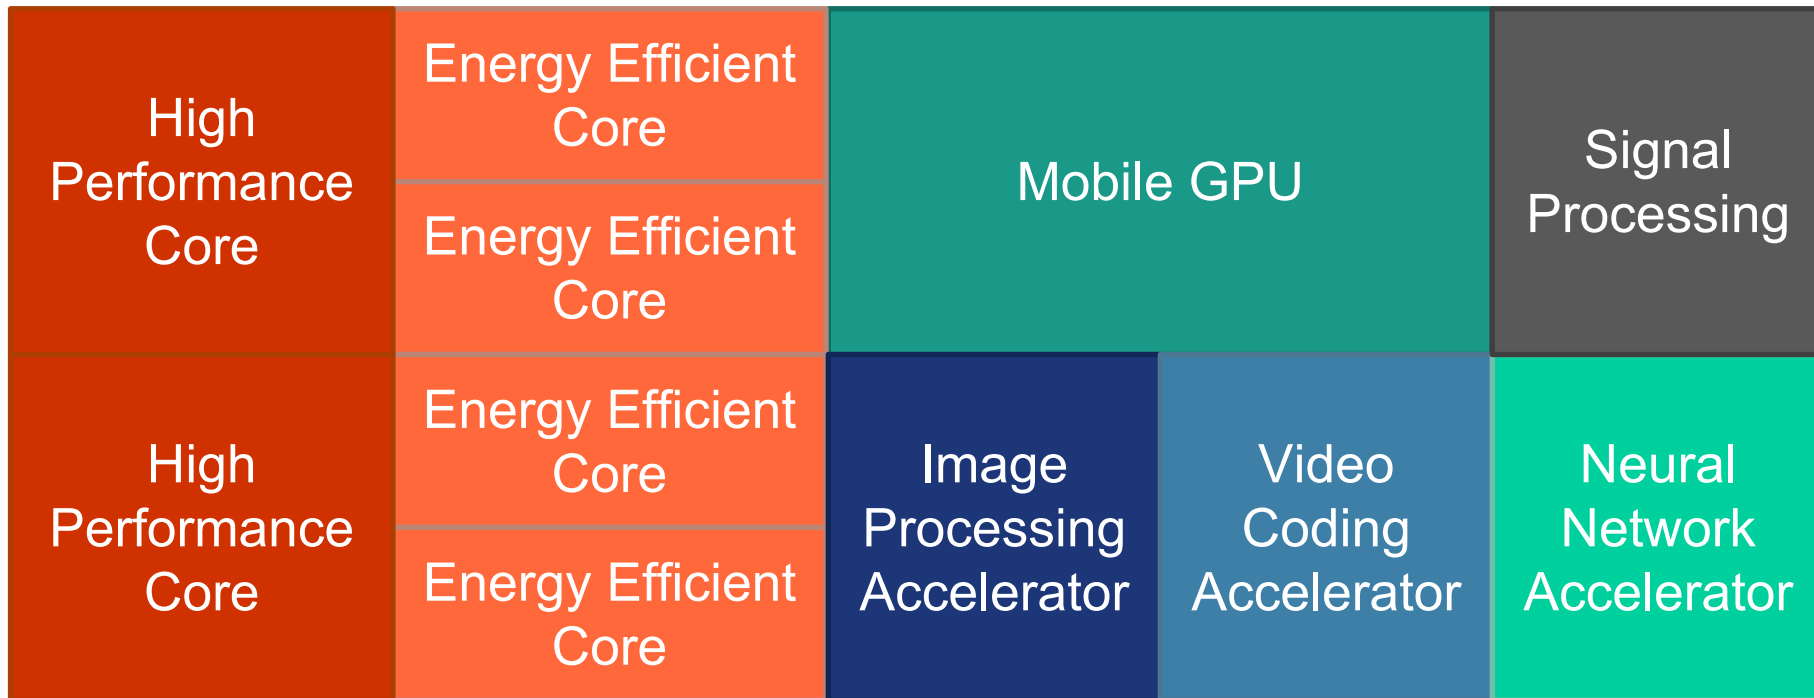 High
Performance
Core
Energy Efficient
Core
Energy Efficient
Core
Mobile GPU
Signal
Processing
High
Performance
Core
Energy Efficient
Core
Energy Efficient
Core
Image
Processing
Accelerator
Video
Coding
Accelerator
Neural
Network
Accelerator